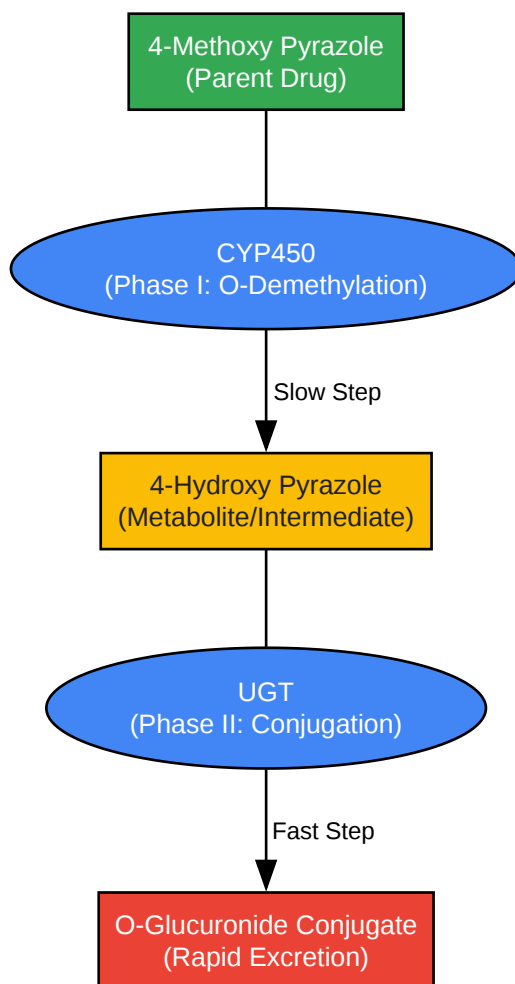 4-Methoxy Pyrazole
(Parent Drug)
CYP450
(Phase I: O-Demethylation)
Slow Step
4-Hydroxy Pyrazole
(Metabolite/Intermediate)
UGT
(Phase II: Conjugation)
Fast Step
O-Glucuronide Conjugate
(Rapid Excretion)